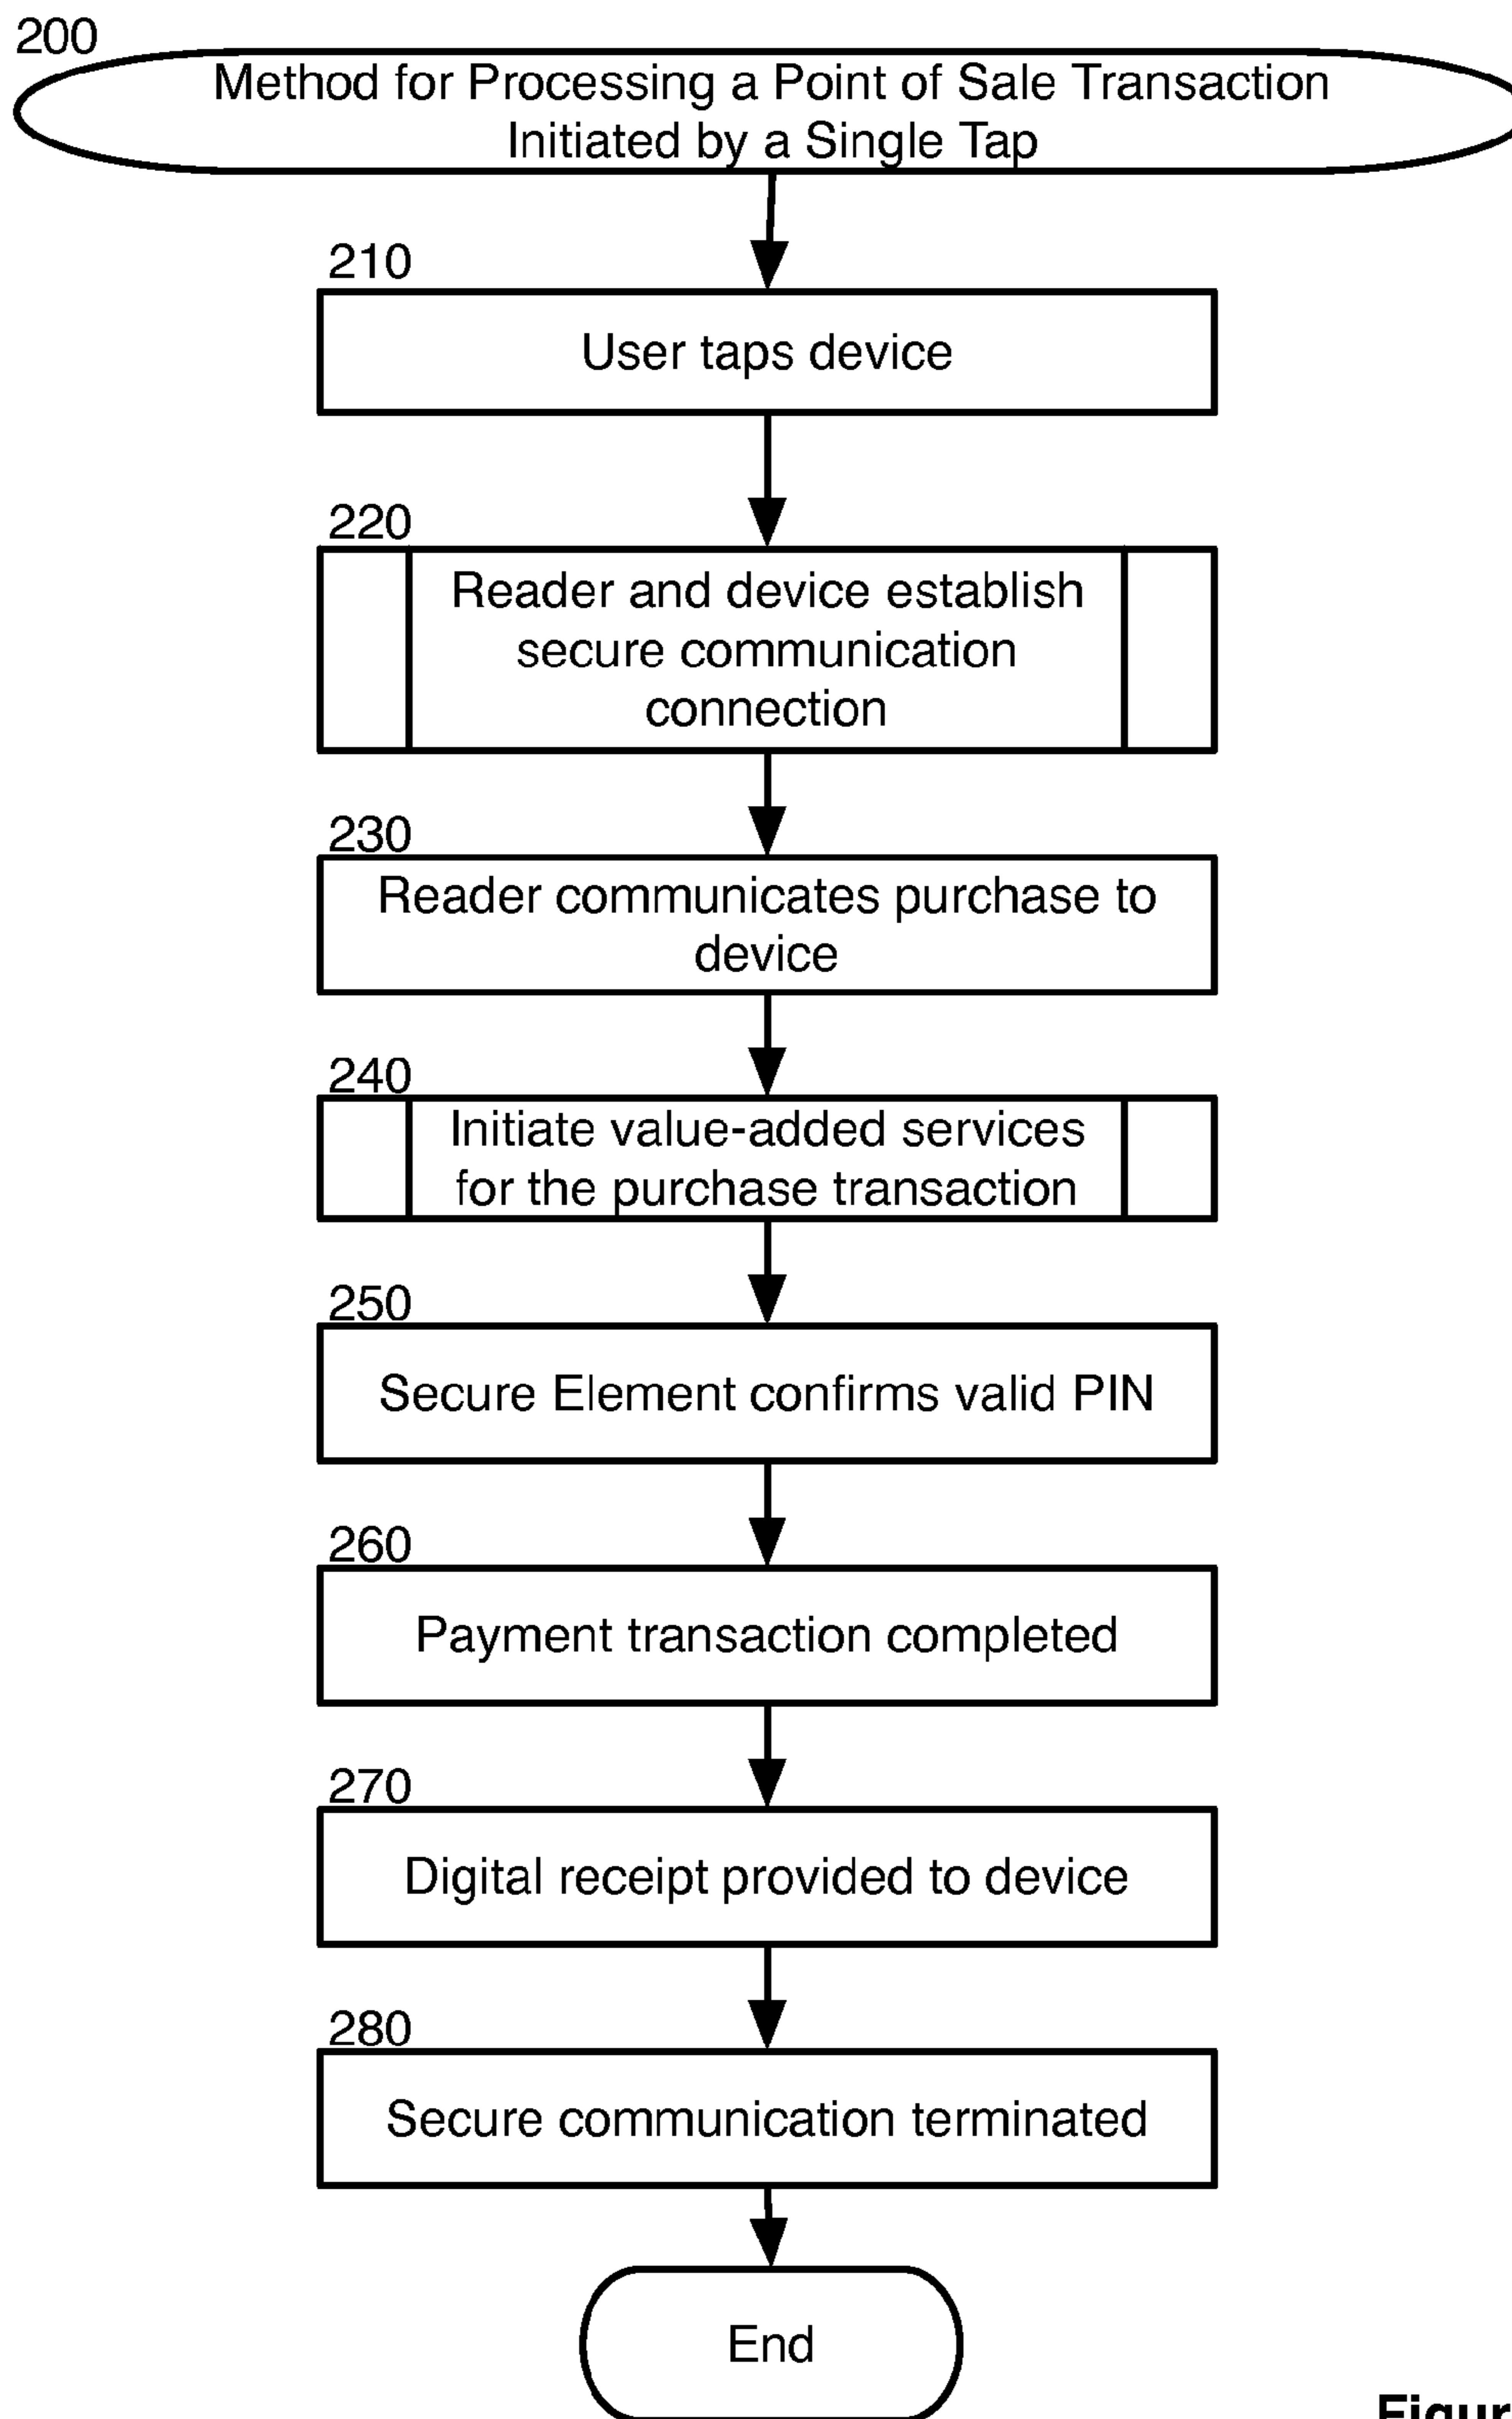 200
Method for Processing a Point of Sale Transaction
Initiated by a Single Tap
210
User taps device
220
Reader and device establish
secure communication
connection
230
Reader communicates purchase to
device
240
Initiate value-added services
for the purchase transaction
250
Secure Element confirms valid PIN
260
Payment transaction completed
270
Digital receipt provided to device
280
Secure communication terminated
End